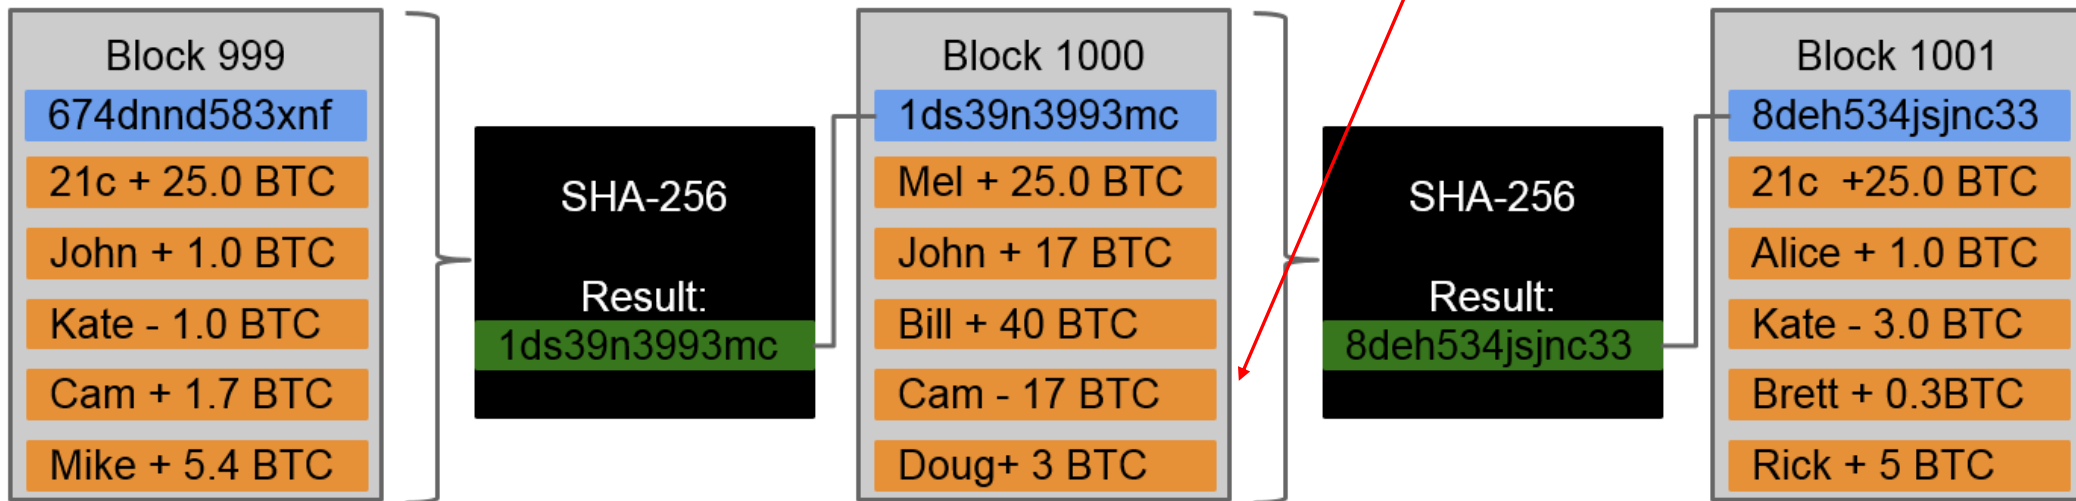 Block 999
674dnnd583xnf
21c + 25.0 BTC
John + 1.0 BTC
Kate - 1.0 BTC
Cam + 1.7 BTC
Mike + 5.4 BTC
SHA-256
Result:
1ds39n3993mc
Block 1000
1ds39n3993mc
Mel + 25.0 BTC
John + 17 BTC
Bill + 40 BTC
Cam - 17 BTC
Doug+ 3 BTC
SHA-256
Result:
8deh534jsjnc33
Block 1001
8deh534jsjnc33
21c  +25.0 BTC
Alice + 1.0 BTC
Kate - 3.0 BTC
Brett + 0.3BTC
Rick + 5 BTC